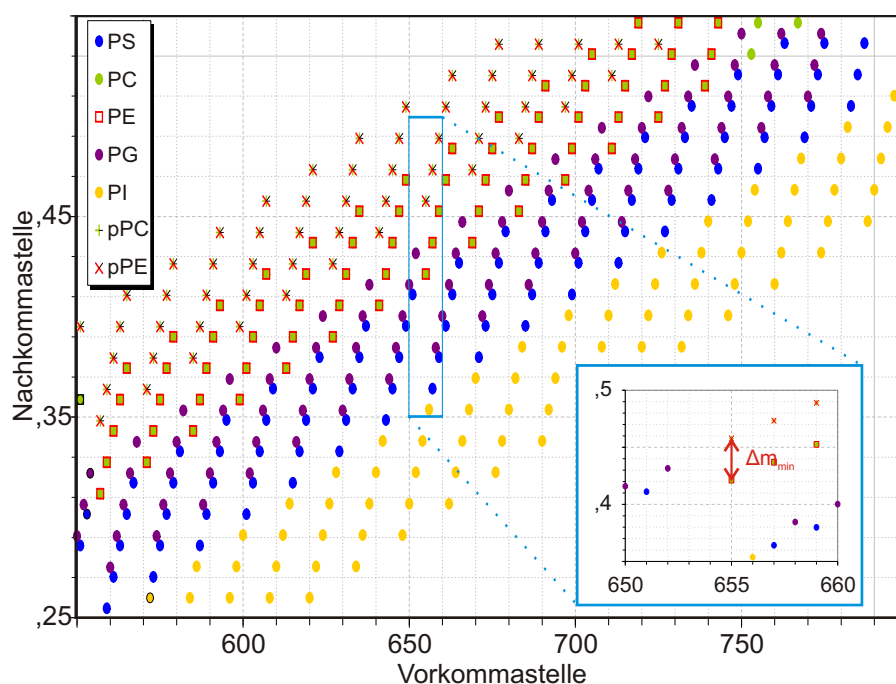 PS
PC
PE
PG
PI
pPC
pPE
Nachkommastelle
,45
,35
,25
600
650
700
750
Vorkommastelle
,5
,4
Δm min
650
655
660